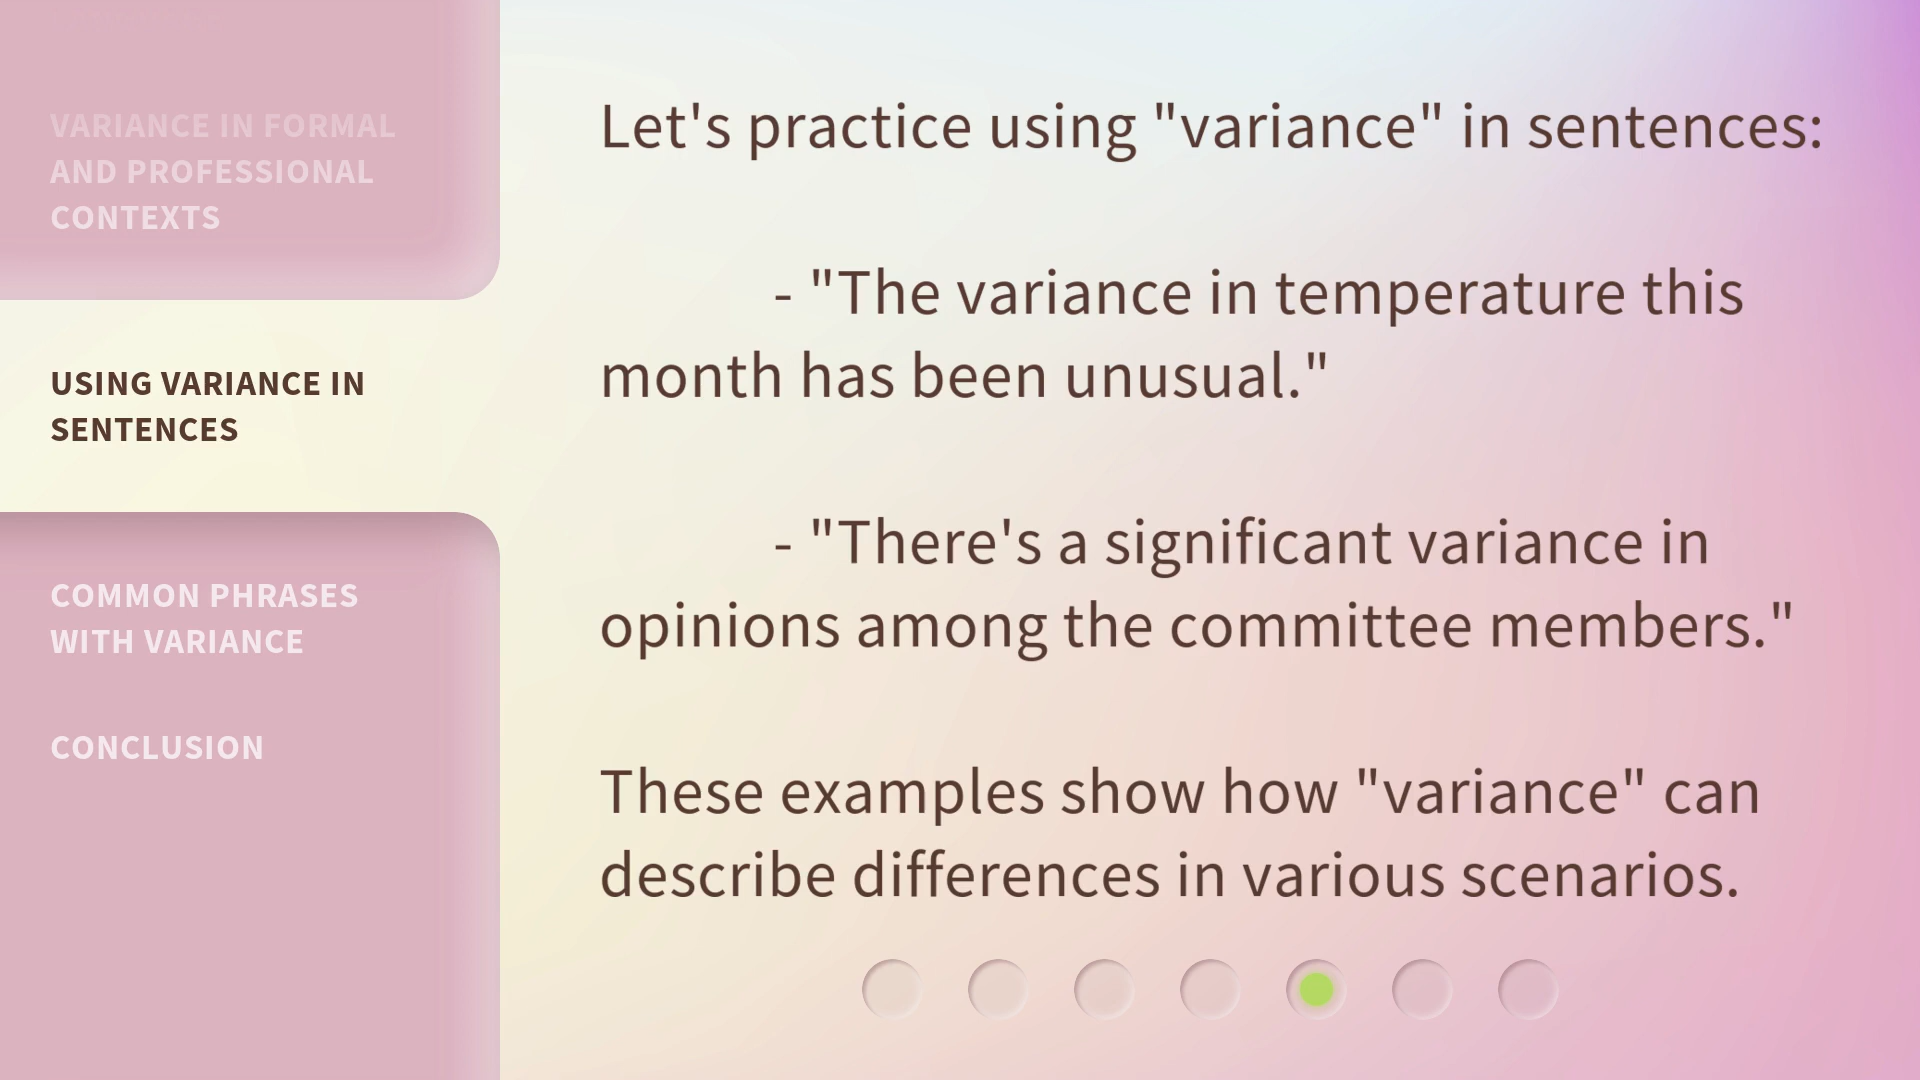 VARIANCE IN FORMAL
AND PROFESSIONAL
CONTEXTS
USING VARIANCE IN
SENTENCES
COMMON PHRASES
WITH VARIANCE
CONCLUSION
Let's practice using "variance" in sentences:
- "The variance in temperature this
month has been unusual."
- "There's a significant variance in
opinions among the committee members."
These examples show how "variance" can
describe differences in various scenarios.